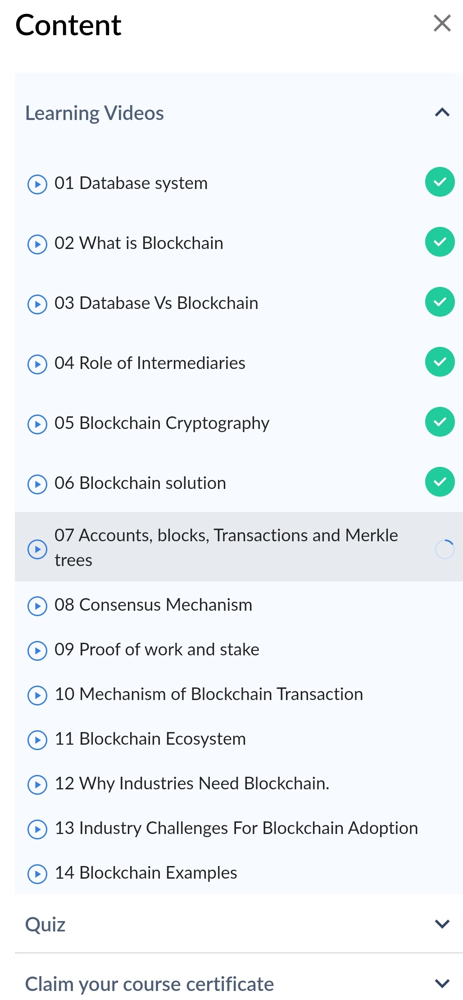 Content
Learning Videos
01 Database system
02 What is Blockchain
03 Database Vs Blockchain
04 Role of Intermediaries
05 Blockchain Cryptography
06 Blockchain solution
07 Accounts, blocks, Transactions and Merkle
trees
08 Consensus Mechanism
09 Proof of work and stake
10 Mechanism of Blockchain Transaction
11 Blockchain Ecosystem
12 Why Industries Need Blockchain.
13 Industry Challenges For Blockchain Adoption
14 Blockchain Examples
Quiz
Claim your course certificate